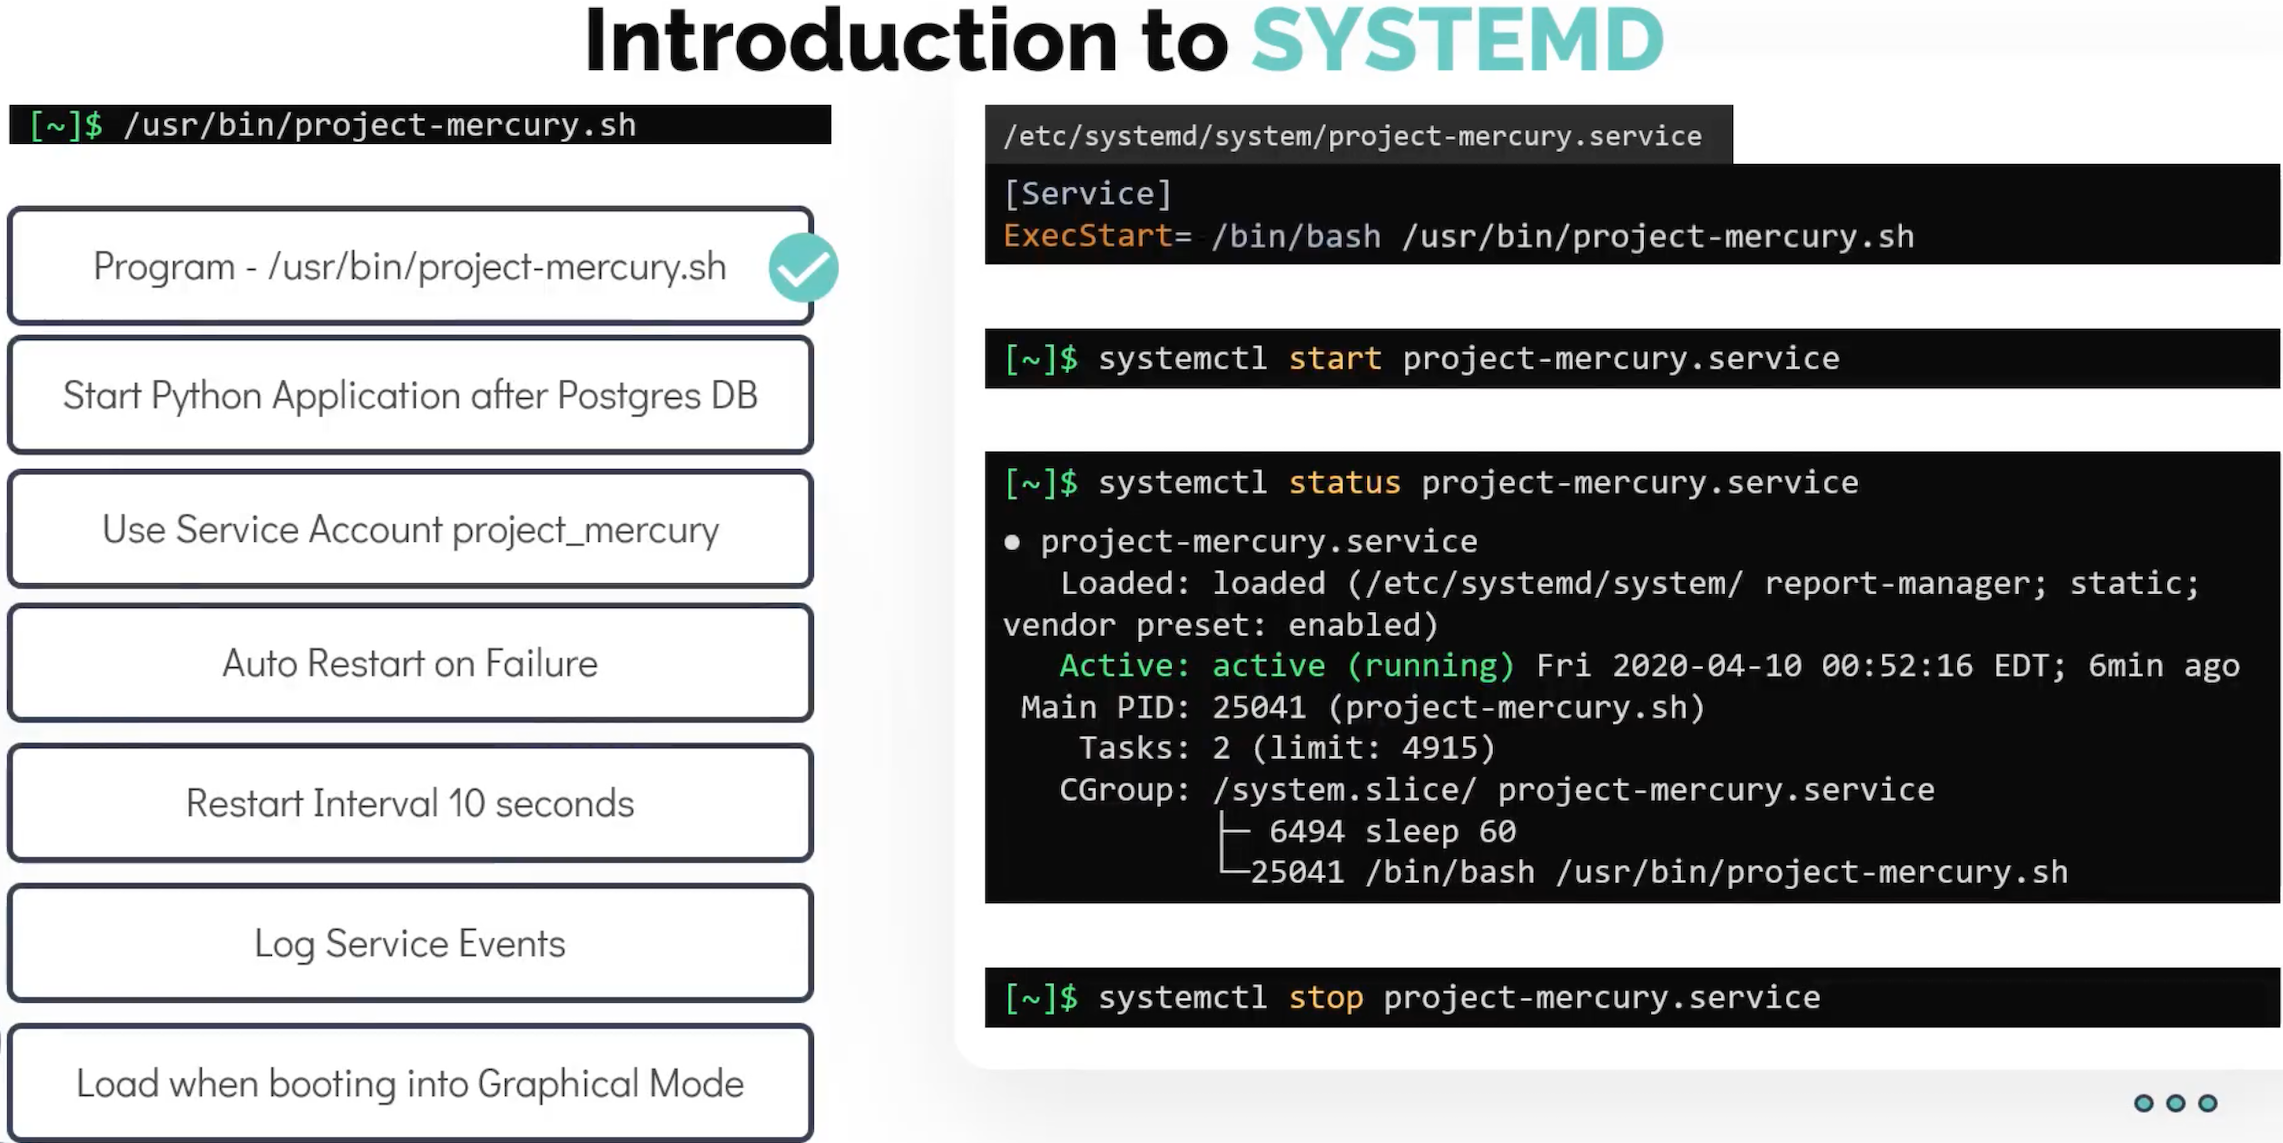 Introduction to SYSTEMD
[~]$ /usr/bin/project-mercury.sh
Program - /usr/bin/project-mercury.sh
Start Python Application after Postgres DB
Use Service Account project_mercury
Auto Restart on Failure
Restart Interval 10 seconds
Log Service Events
Load when booting into Graphical Mode
/etc/systemd/system/project-mercury.service
[Service]
ExecStart= /bin/bash /usr/bin/project-mercury.sh
[~]$ systemctl start project-mercury.service
[~]$ systemctl status project-mercury.service
● project-mercury.service
Loaded: loaded (/etc/systemd/system/ report-manager; static;
vendor preset: enabled)
Active: active (running) Fri 2020-04-10 00:52:16 EDT; 6min ago
Main PID: 25041 (project-mercury.sh)
Tasks: 2 (limit: 4915)
CGroup: /system.slice/ project-mercury.service
├─ 6494 sleep 60
└─25041 /bin/bash /usr/bin/project-mercury.sh
[~]$ systemctl stop project-mercury.service